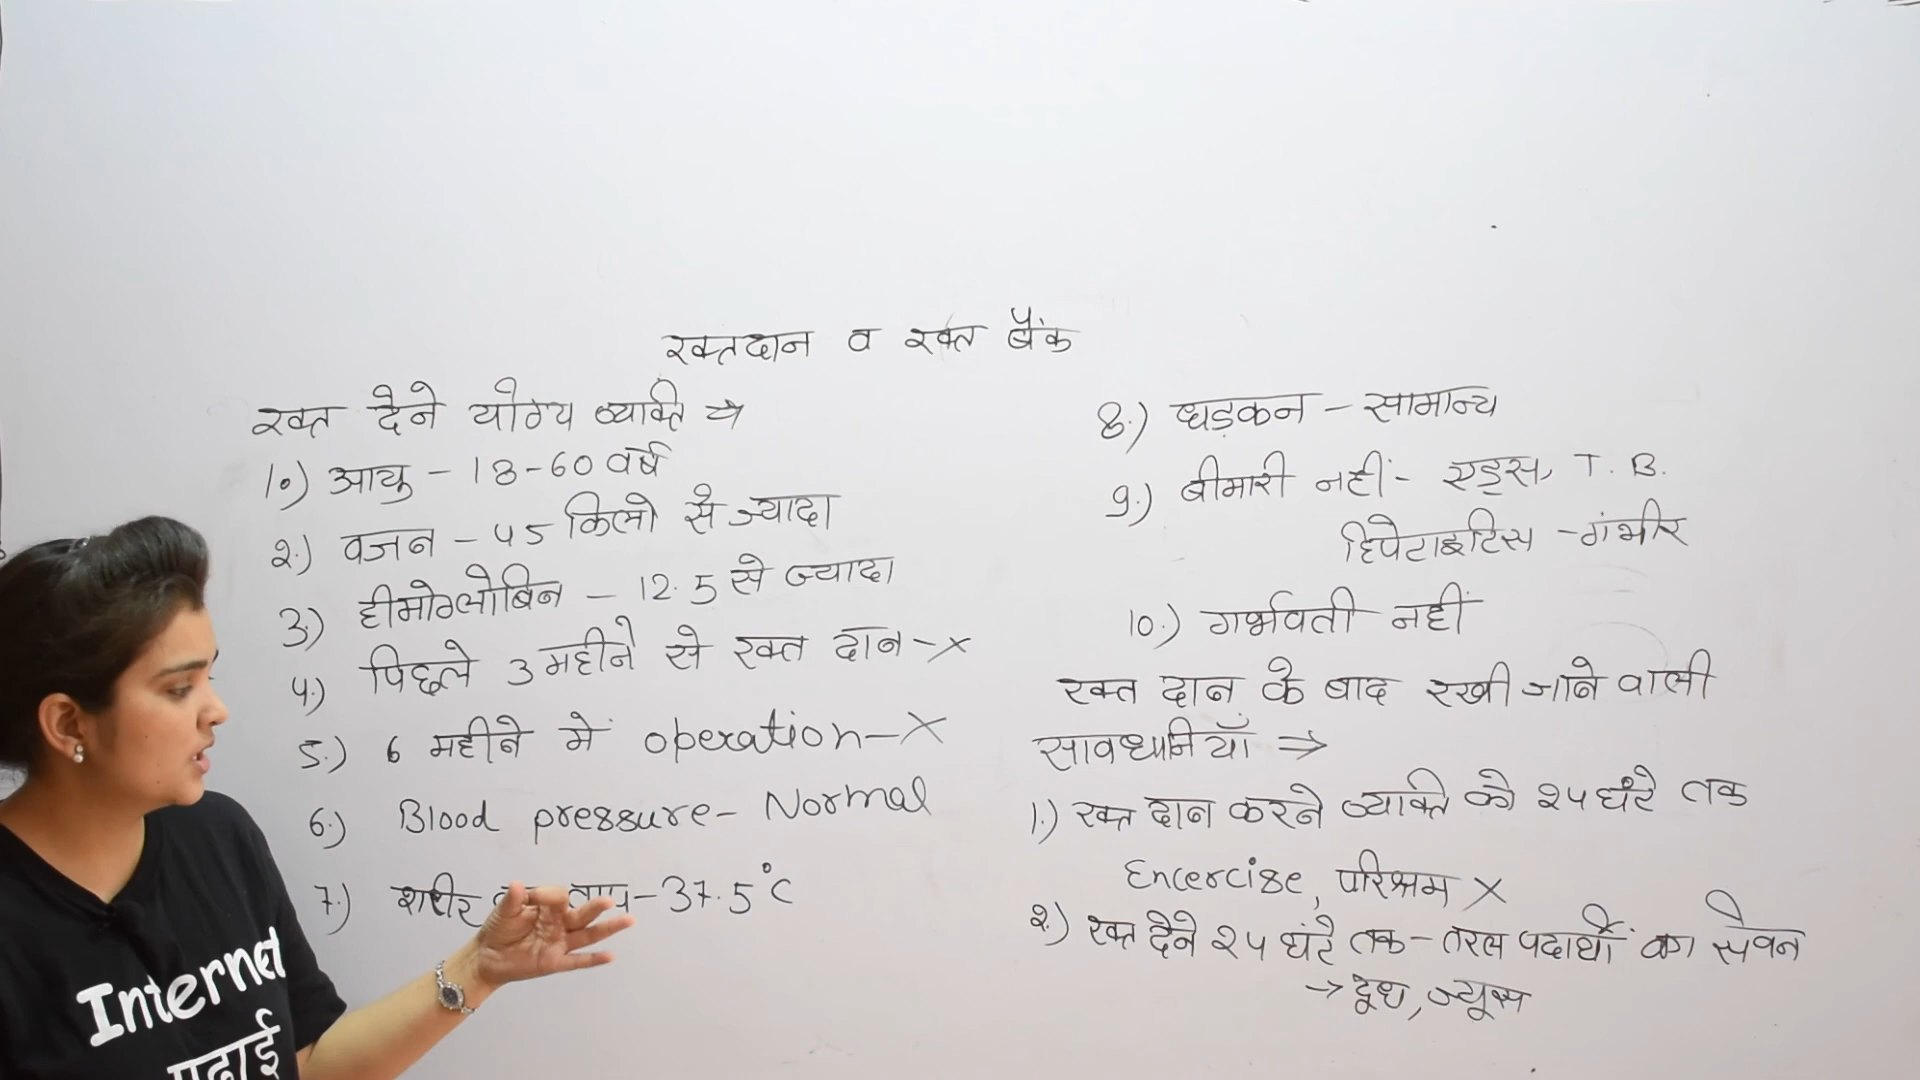 रक्तदान व रक्त बैंक
रक्त देने योग्य व्यक्ति →
1.) आयु - 18-60 वर्ष
2.) वजन - 45 किलो से ज्यादा
3.) हीमोग्लोबिन - 12.5 से ज्यादा
4.) पिछले 3 महीने से रक्त दान - ×
5.) 6 महीने मे operation - ×
6.) Blood pressure - Normal
7.) शरीर ताप - 37.5°C
8.) धड़कन - सामान्य
9.) बीमारी नहीं - एड्स, T. B.
हिपेटाइटिस - गंभीर
10.) गर्भवती नहीं
रक्त दान के बाद रखी जाने वाली
सावधानियाँ ⇒
1.) रक्त दान करने व्यक्ति को 24 घंटे तक
Encercise, परिश्रम ×
2.) रक्त देने 24 घंटे तक - तरल पदार्थों का सेवन
→ दूध, ज्यूस
Internet
पढाई